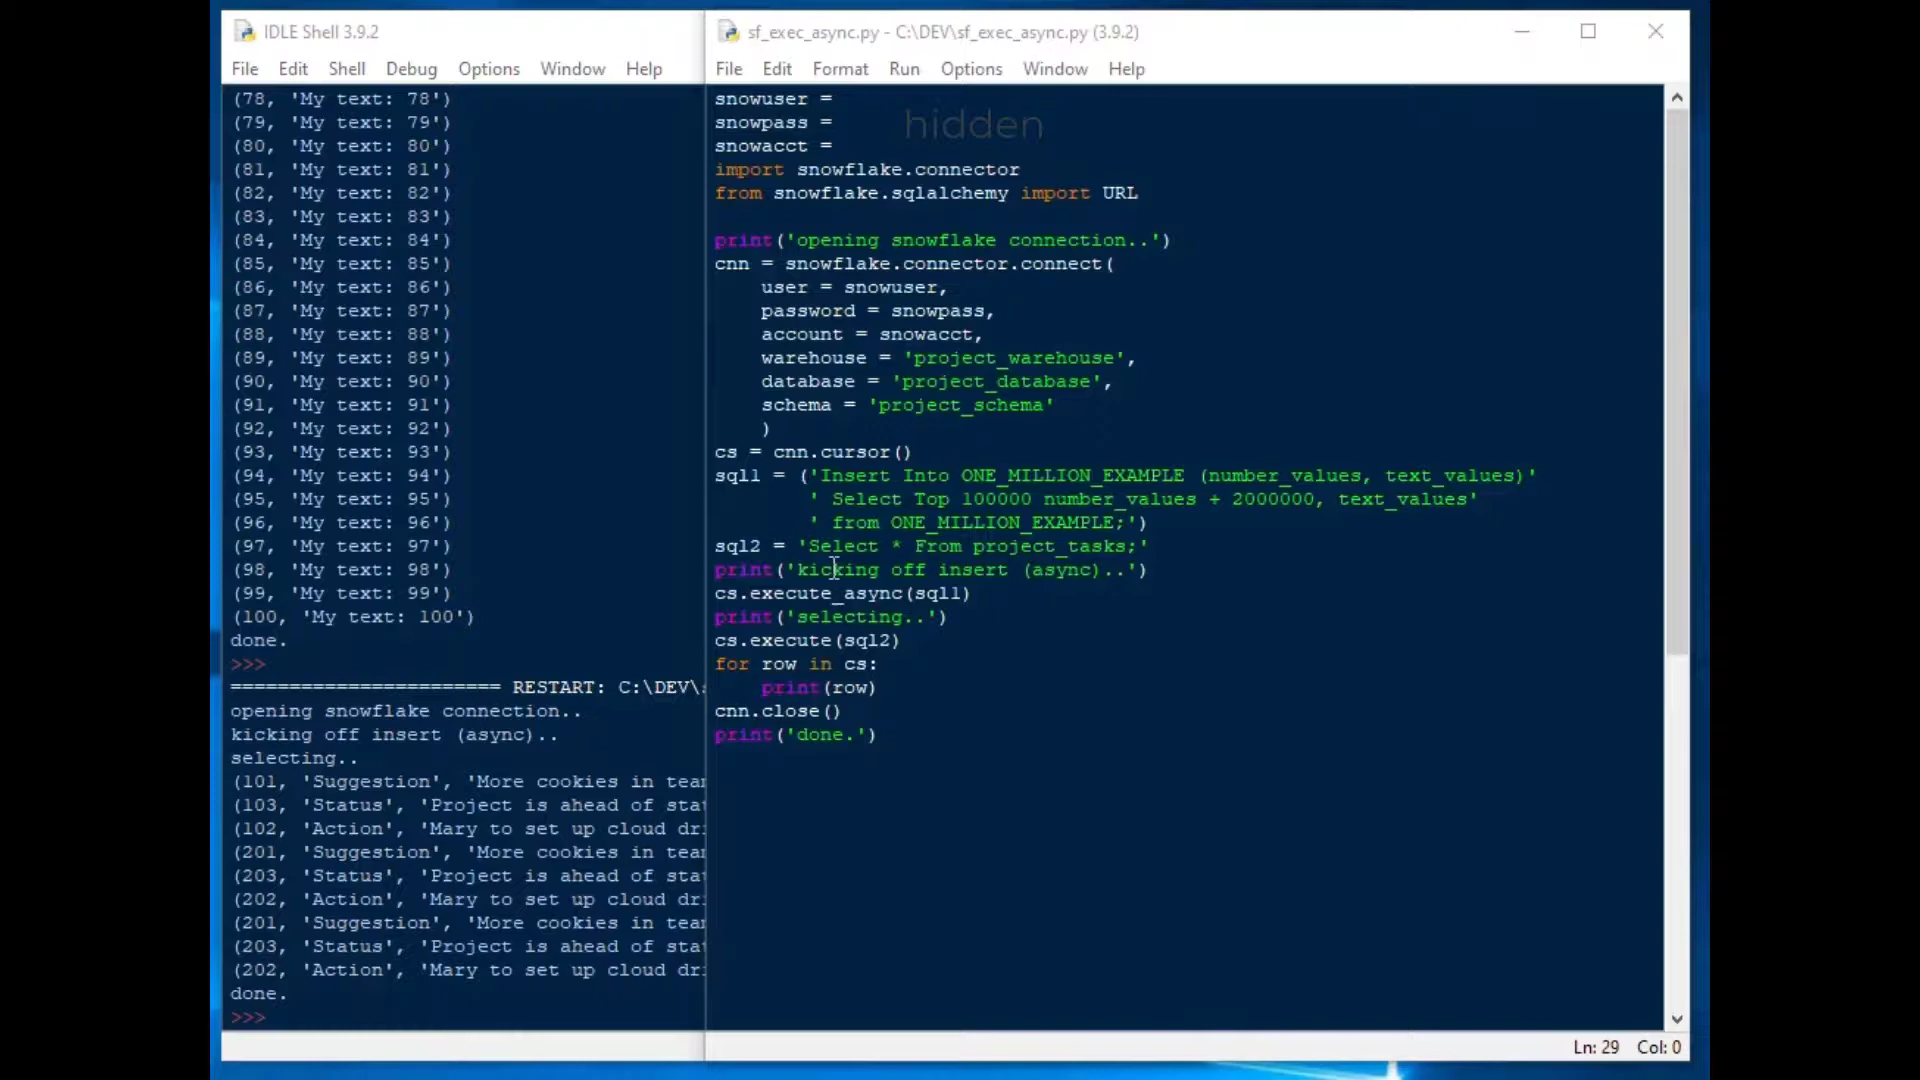 IDLE Shell 3.9.2
File Edit Shell Debug Options Window Help
(78, 'My text: 78')
(79, 'My text: 79')
(80, 'My text: 80')
(81, 'My text: 81')
(82, 'My text: 82')
(83, 'My text: 83')
(84, 'My text: 84')
(85, 'My text: 85')
(86, 'My text: 86')
(87, 'My text: 87')
(88, 'My text: 88')
(89, 'My text: 89')
(90, 'My text: 90')
(91, 'My text: 91')
(92, 'My text: 92')
(93, 'My text: 93')
(94, 'My text: 94')
(95, 'My text: 95')
(96, 'My text: 96')
(97, 'My text: 97')
(98, 'My text: 98')
(99, 'My text: 99')
(100, 'My text: 100')
done.
>>>
======================= RESTART: C:\DEV\
opening snowflake connection..
kicking off insert (async)..
selecting..
(101, 'Suggestion', 'More cookies in tea
(103, 'Status', 'Project is ahead of sta
(102, 'Action', 'Mary to set up cloud dr
(201, 'Suggestion', 'More cookies in tea
(203, 'Status', 'Project is ahead of sta
(202, 'Action', 'Mary to set up cloud dr
(201, 'Suggestion', 'More cookies in tea
(203, 'Status', 'Project is ahead of sta
(202, 'Action', 'Mary to set up cloud dr
done.
>>>
sf_exec_async.py - C:\DEV\sf_exec_async.py (3.9.2)
File Edit Format Run Options Window Help
snowuser =
snowpass =
hidden
snowacct =
import snowflake.connector
from snowflake.sqlalchemy import URL
print('opening snowflake connection..')
cnn = snowflake.connector.connect(
user = snowuser,
password = snowpass,
account = snowacct,
warehouse = 'project_warehouse',
database = 'project_database',
schema = 'project_schema'
)
cs = cnn.cursor()
sql1 = ('Insert Into ONE_MILLION_EXAMPLE (number_values, text_values)'
' Select Top 100000 number_values + 2000000, text_values'
' from ONE_MILLION_EXAMPLE;')
sql2 = 'Select * From project_tasks;'
print('kicking off insert (async)..')
cs.execute_async(sql1)
print('selecting..')
cs.execute(sql2)
for row in cs:
print(row)
cnn.close()
print('done.')
Ln: 29 Col: 0